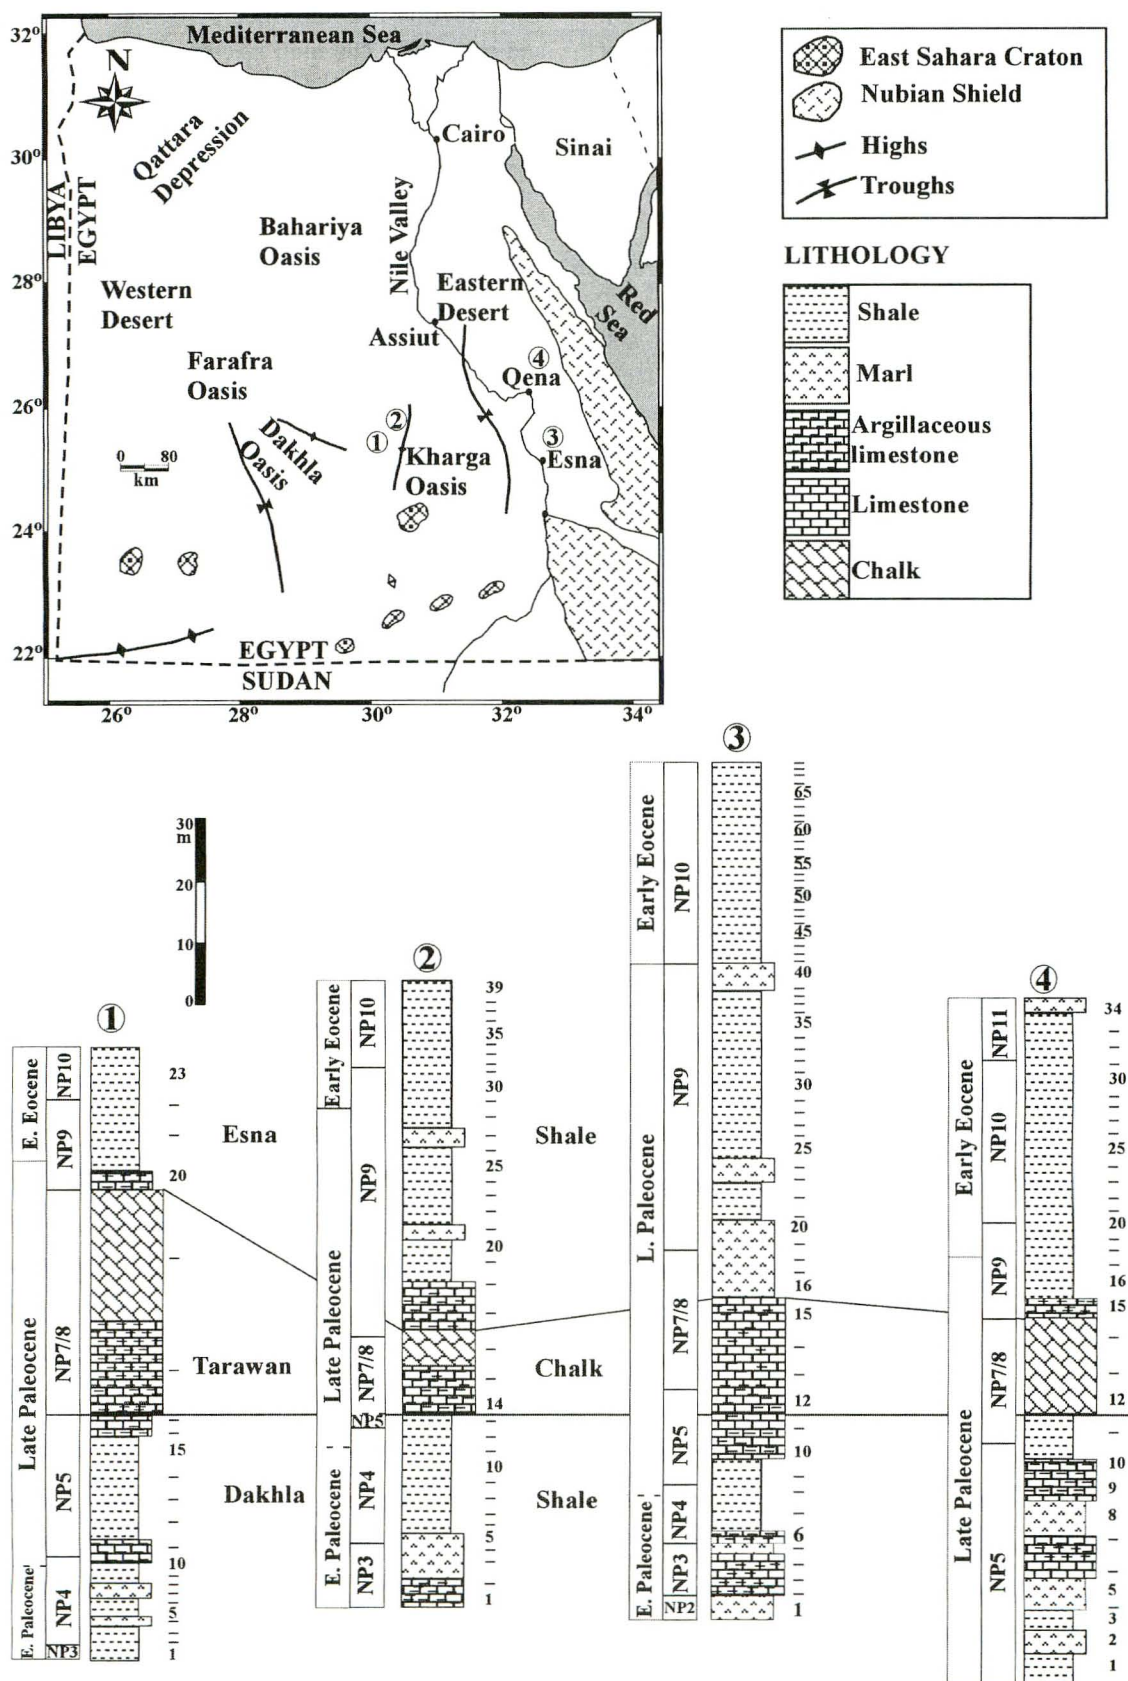 32°
30°
28°
26°
24°
22°
26°
28°
30°
32°
34°
Mediterranean Sea
N
Qattara
Depression
Cairo
Sinai
LIBYA
EGYPT
Bahariya
Oasis
Nile Valley
Western
Desert
Eastern
Desert
Red
Sea
Assiut
Farafra
Oasis
4
Qena
2
1
3
Dakhla
Oasis
Kharga
Oasis
Esna
0 80
km
EGYPT
SUDAN
East Sahara Craton
Nubian Shield
Highs
Troughs
LITHOLOGY
Shale
Marl
Argillaceous
limestone
Limestone
Chalk
30
m
20
10
0
1
E. Eocene
Late Paleocene
E. Paleocene
NP10
NP9
NP7/8
NP5
NP4
NP3
23
20
15
10
5
1
Esna
Shale
Tarawan
Chalk
Dakhla
Shale
2
Early Eocene
Late Paleocene
E. Paleocene
NP10
NP9
NP7/8
NP5
NP4
NP3
39
35
30
25
20
14
10
5
1
3
Early Eocene
L. Paleocene
E. Paleocene
NP10
NP9
NP7/8
NP5
NP4
NP3
NP2
65
60
55
50
45
40
35
30
25
20
16
15
12
10
6
1
4
Early Eocene
Late Paleocene
NP11
NP10
NP9
NP7/8
NP5
34
30
25
20
16
15
12
10
9
8
5
3
2
1